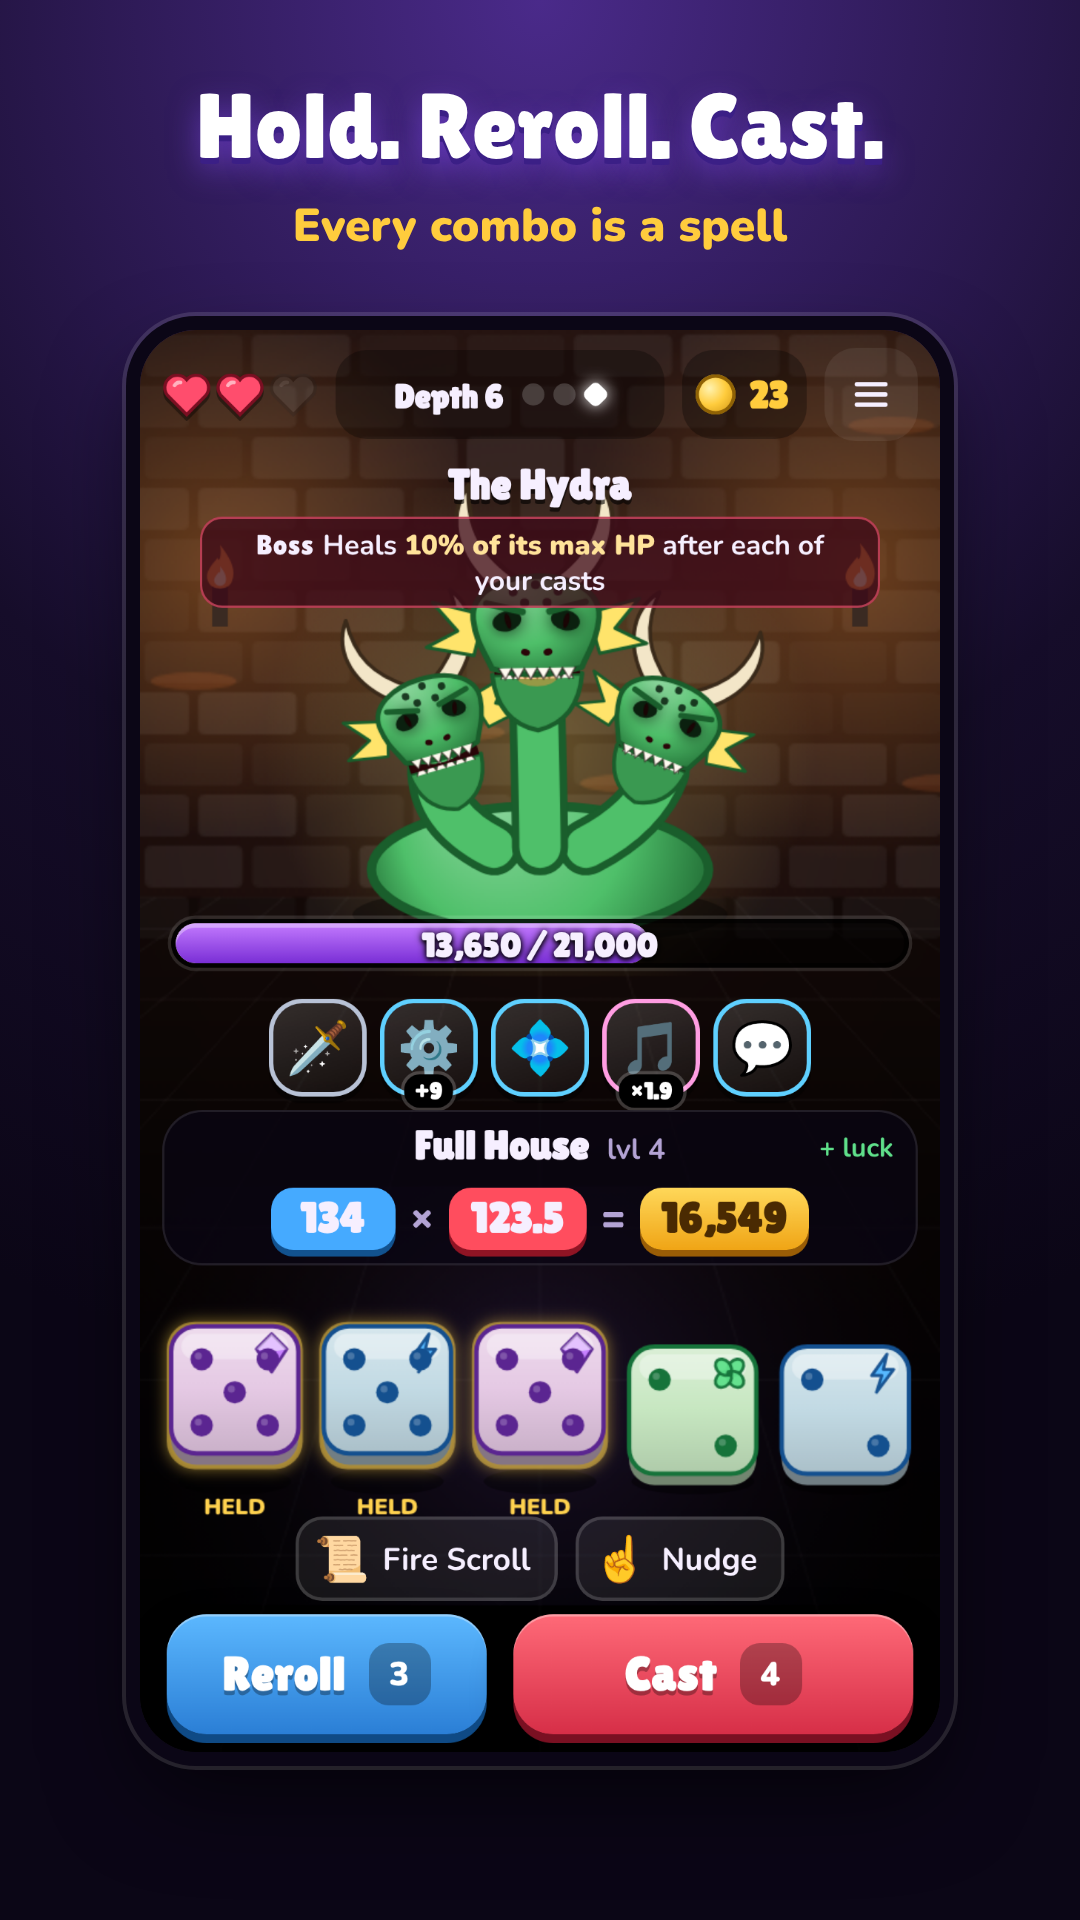 Hold. Reroll. Cast.
Every combo is a spell
Depth 6
23
The Hydra
Boss Heals 10% of its max HP after each of
your casts
13,650 / 21,000
+9
×1.9
Full House lvl 4
+ luck
134 × 123.5 = 16,549
HELD HELD HELD
Fire Scroll
Nudge
Reroll 3
Cast 4